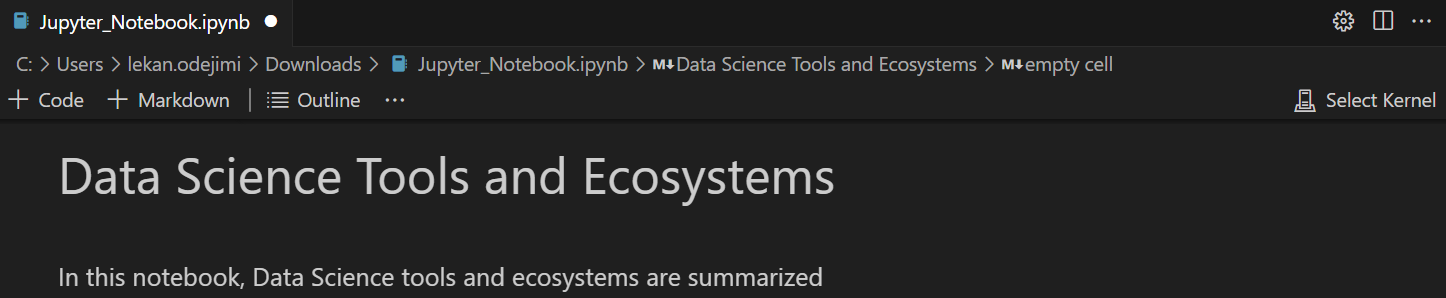 Jupyter_Notebook.ipynb
C: > Users > lekan.odejimi > Downloads > Jupyter_Notebook.ipynb > M↓Data Science Tools and Ecosystems > M↓empty cell
+ Code + Markdown | Outline ... Select Kernel
Data Science Tools and Ecosystems
In this notebook, Data Science tools and ecosystems are summarized